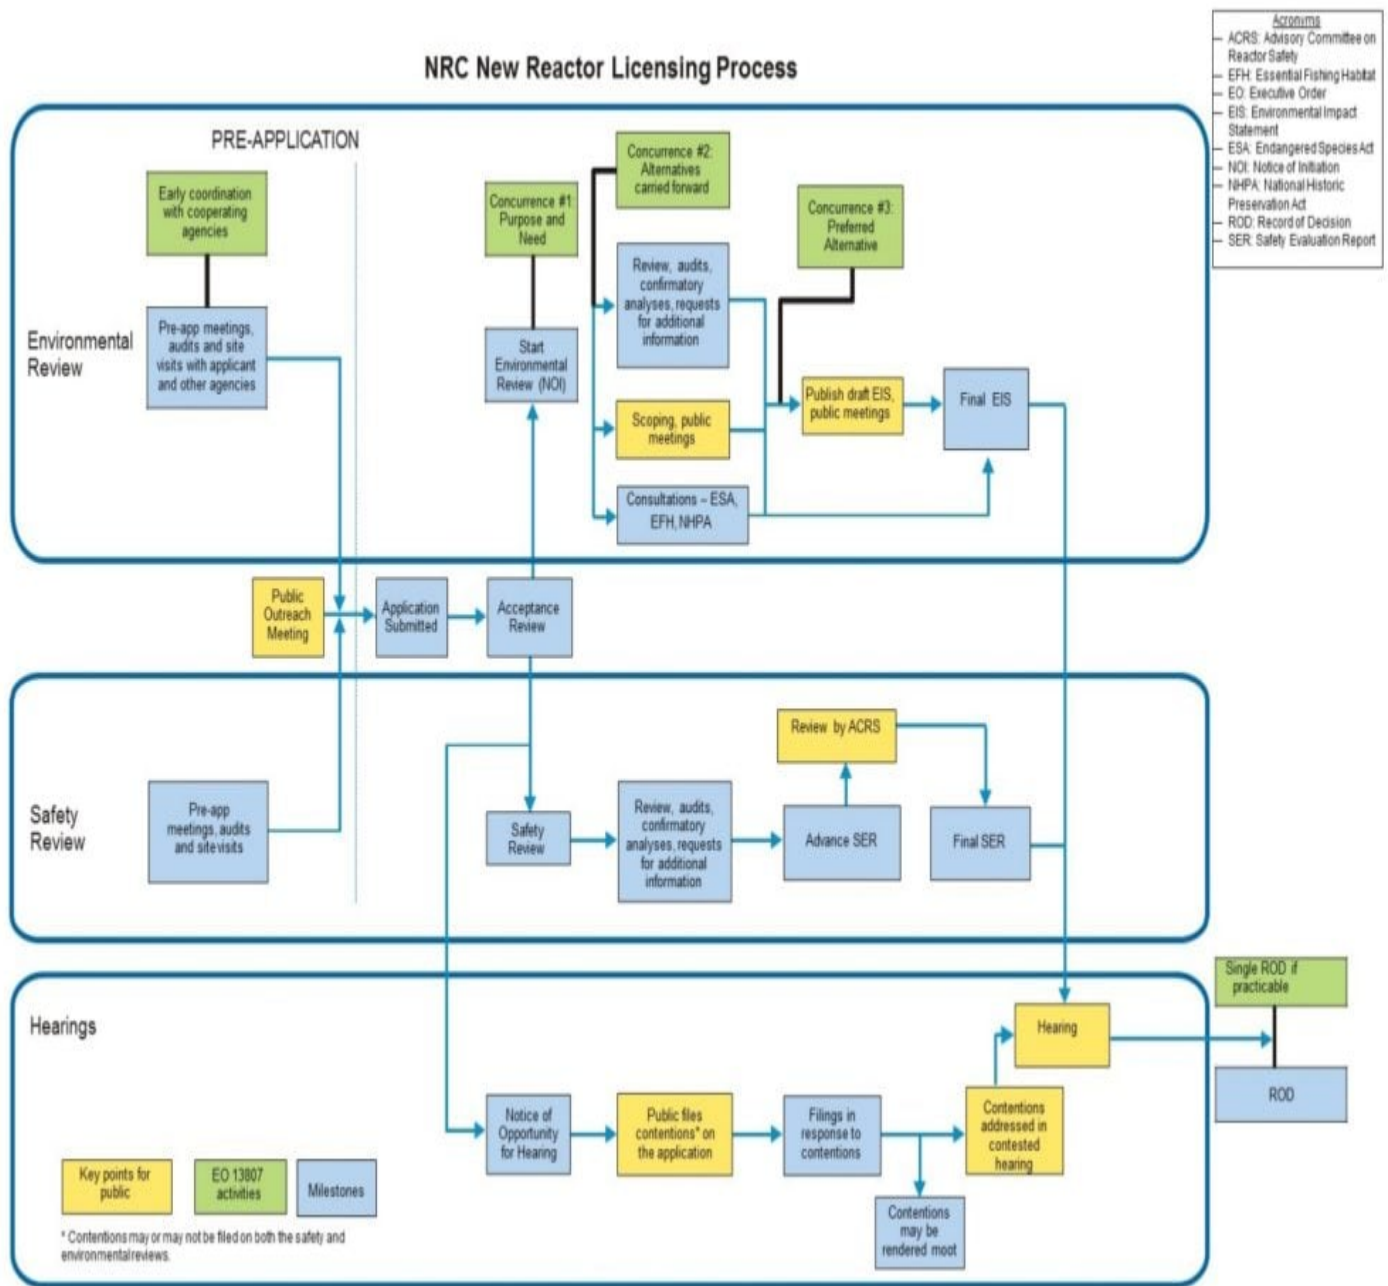 NRC New Reactor Licensing Process
Acronyms
— ACRS: Advisory Committee on
Reactor Safety
— EFH: Essential Fishing Habitat
— EO: Executive Order
— EIS: Environmental Impact
Statement
— ESA: Endangered Species Act
— NOI: Notice of Initiation
— NHPA: National Historic
Preservation Act
— ROD: Record of Decision
— SER: Safety Evaluation Report
PRE-APPLICATION
Environmental
Review
Early coordination
with cooperating
agencies
Pre-app meetings,
audits and site
visits with applicant
and other agencies
Concurrence #1:
Purpose and
Need
Start
Environmental
Review (NOI)
Concurrence #2:
Alternatives
carried forward
Review, audits,
confirmatory
analyses, requests
for additional
information
Scoping, public
meetings
Consultations – ESA,
EFH, NHPA
Concurrence #3:
Preferred
Alternative
Publish draft EIS,
public meetings
Final EIS
Public
Outreach
Meeting
Application
Submitted
Acceptance
Review
Safety
Review
Pre-app
meetings, audits
and site visits
Safety
Review
Review, audits,
confirmatory
analyses, requests
for additional
information
Advance SER
Review by ACRS
Final SER
Hearings
Notice of
Opportunity
for Hearing
Public files
contentions* on
the application
Filings in
response to
contentions
Contentions
may be
rendered moot
Contentions
addressed in
contested
hearing
Hearing
Single ROD if
practicable
ROD
Key points for
public
EO 13807
activities
Milestones
* Contentions may or may not be filed on both the safety and
environmental reviews.